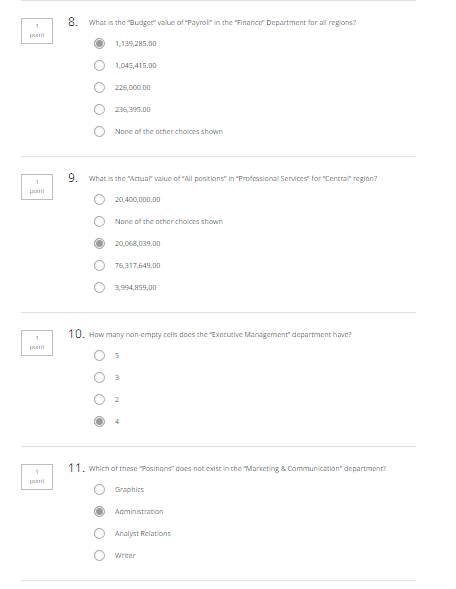 1
point
8. What is the "Budget" value of "Payroll" in the "Finance" Department for all regions?
1,139,285.00
1,045,415.00
226,000.00
236,395.00
None of the other choices shown
1
point
9. What is the "Actual" value of "All positions" in "Professional Services" for "Central" region?
20,400,000.00
None of the other choices shown
20,068,039.00
76,317,649.00
3,994,859.00
1
point
10. How many non-empty cells does the "Executive Management" department have?
5
3
2
4
1
point
11. Which of these "Positions" does not exist in the "Marketing & Communication" department?
Graphics
Administration
Analyst Relations
Writer